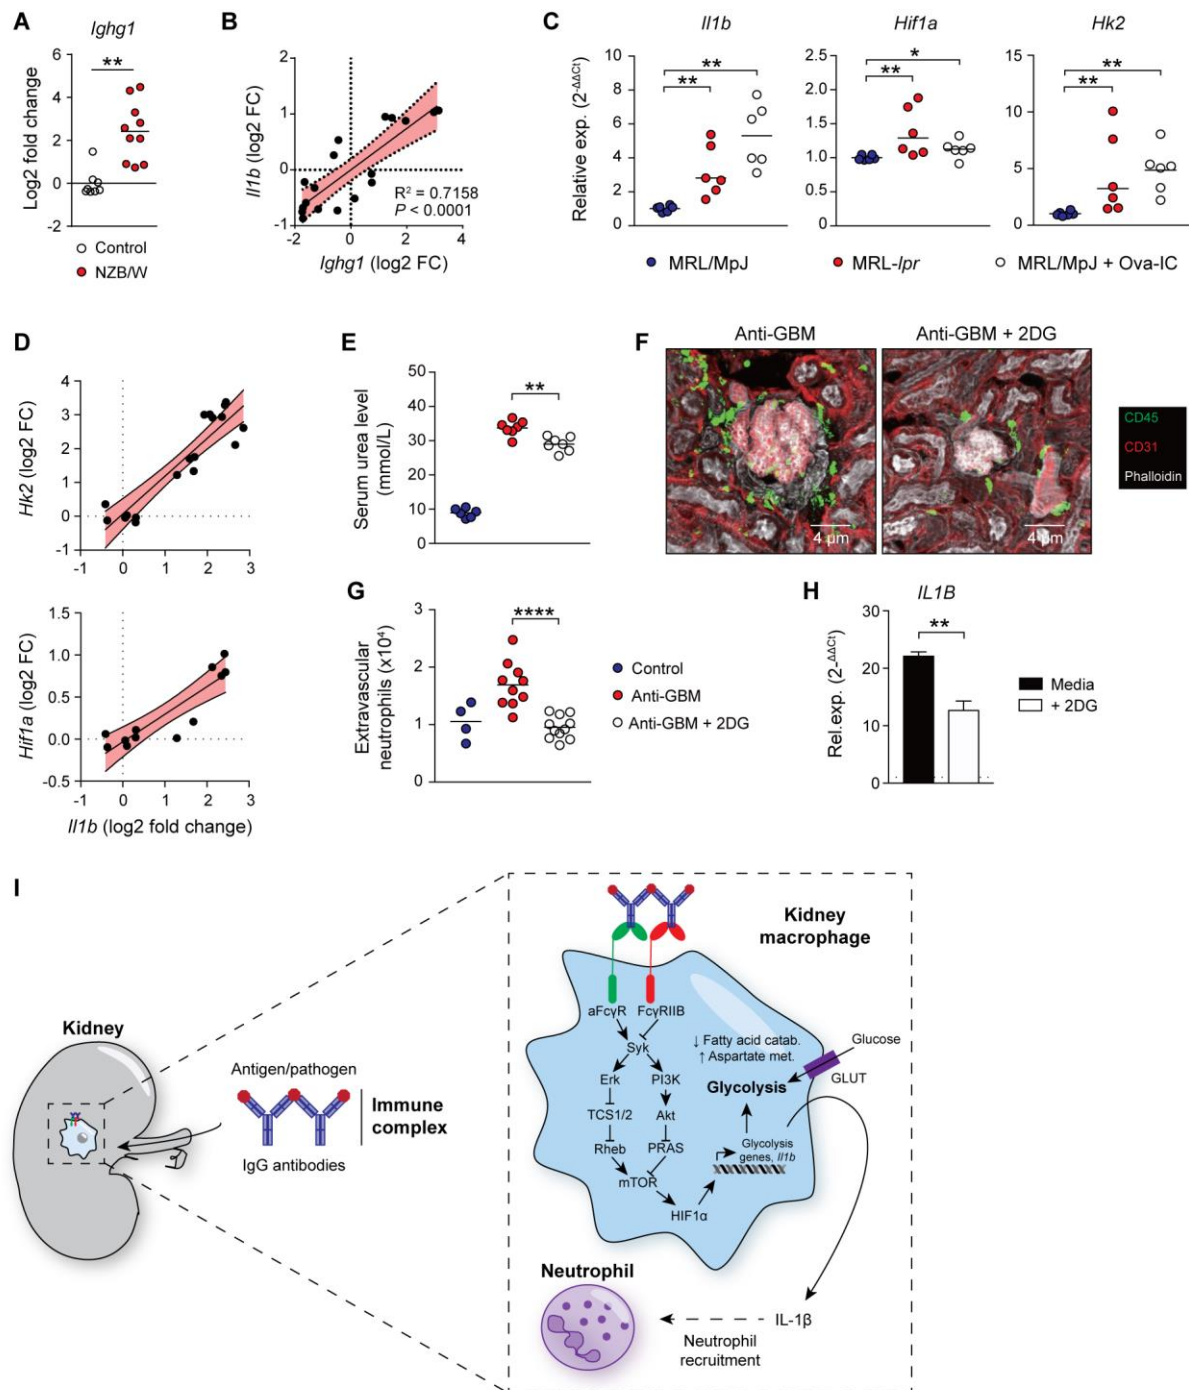 A
Ighg1
Log2 fold change
6
4
2
0
-2
**
Control
NZB/W
B
Il1b (log2 FC)
2
1
0
-1
R² = 0.7158
P < 0.0001
-2
0
2
4
Ighg1 (log2 FC)
C
Il1b
Hif1a
Hk2
Relative exp. (2-ΔΔCt)
10
8
6
4
2
0
**
**
2.5
2.0
1.5
1.0
0.5
0.0
*
**
15
10
5
0
**
**
MRL/MpJ
MRL-lpr
MRL/MpJ + Ova-IC
D
Hk2 (log2 FC)
4
3
2
1
0
-1
-1
0
1
2
3
Hif1a (log2 FC)
1.5
1.0
0.5
0.0
-0.5
-1
0
1
2
3
Il1b (log2 fold change)
E
Serum urea level
(mmol/L)
50
40
30
20
10
0
**
F
Anti-GBM
Anti-GBM + 2DG
4 µm
4 µm
CD45
CD31
Phalloidin
G
Extravascular
neutrophils (x10⁴)
3
2
1
0
****
Control
Anti-GBM
Anti-GBM + 2DG
H
IL1B
Rel.exp. (2-ΔΔCt)
30
20
10
0
**
Media
+ 2DG
I
Kidney
Antigen/pathogen
Immune
complex
IgG antibodies
Kidney
macrophage
aFcγR
FcγRIIB
Syk
Erk
PI3K
TCS1/2
Akt
Rheb
PRAS
mTOR
HIF1α
↓ Fatty acid catab.
↑ Aspartate met.
Glycolysis
Glucose
GLUT
Glycolysis
genes, Il1b
Neutrophil
IL-1β
Neutrophil
recruitment